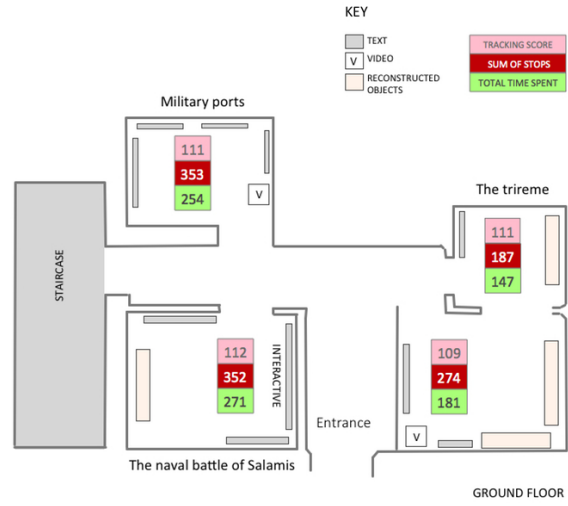 KEY
TEXT
V VIDEO
RECONSTRUCTED
OBJECTS
TRACKING SCORE
SUM OF STOPS
TOTAL TIME SPENT
Military ports
111
353
254
V
The trireme
111
187
147
STAIRCASE
112
352
271
INTERACTIVE
109
274
181
V
Entrance
The naval battle of Salamis
GROUND FLOOR